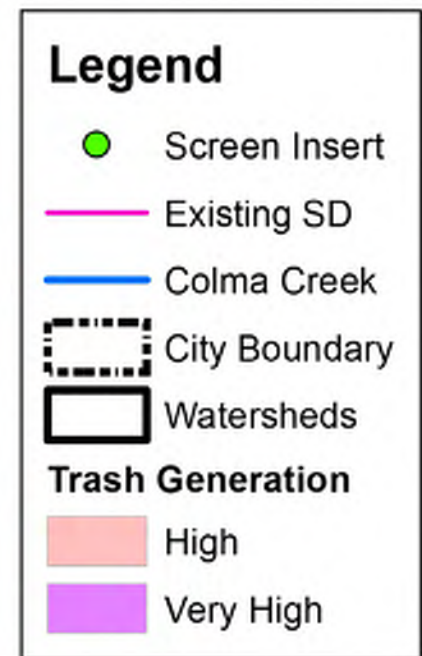 Legend
Screen Insert
Existing SD
Colma Creek
City Boundary
Watersheds
Trash Generation
High
Very High